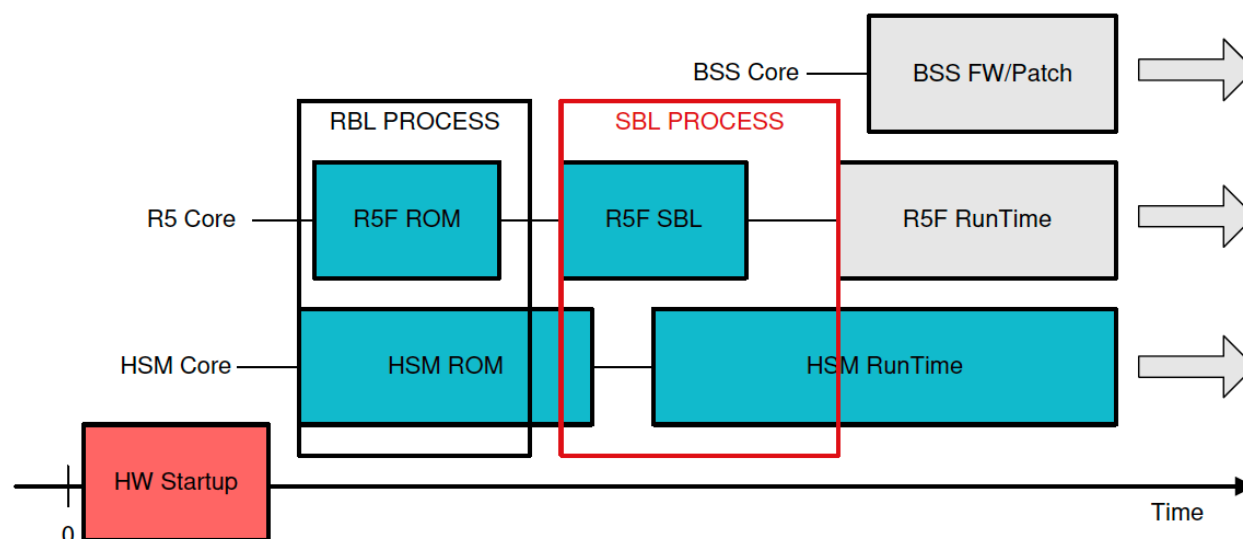 BSS Core
BSS FW/Patch
RBL PROCESS
SBL PROCESS
R5 Core
R5F ROM
R5F SBL
R5F RunTime
HSM Core
HSM ROM
HSM RunTime
HW Startup
0
Time